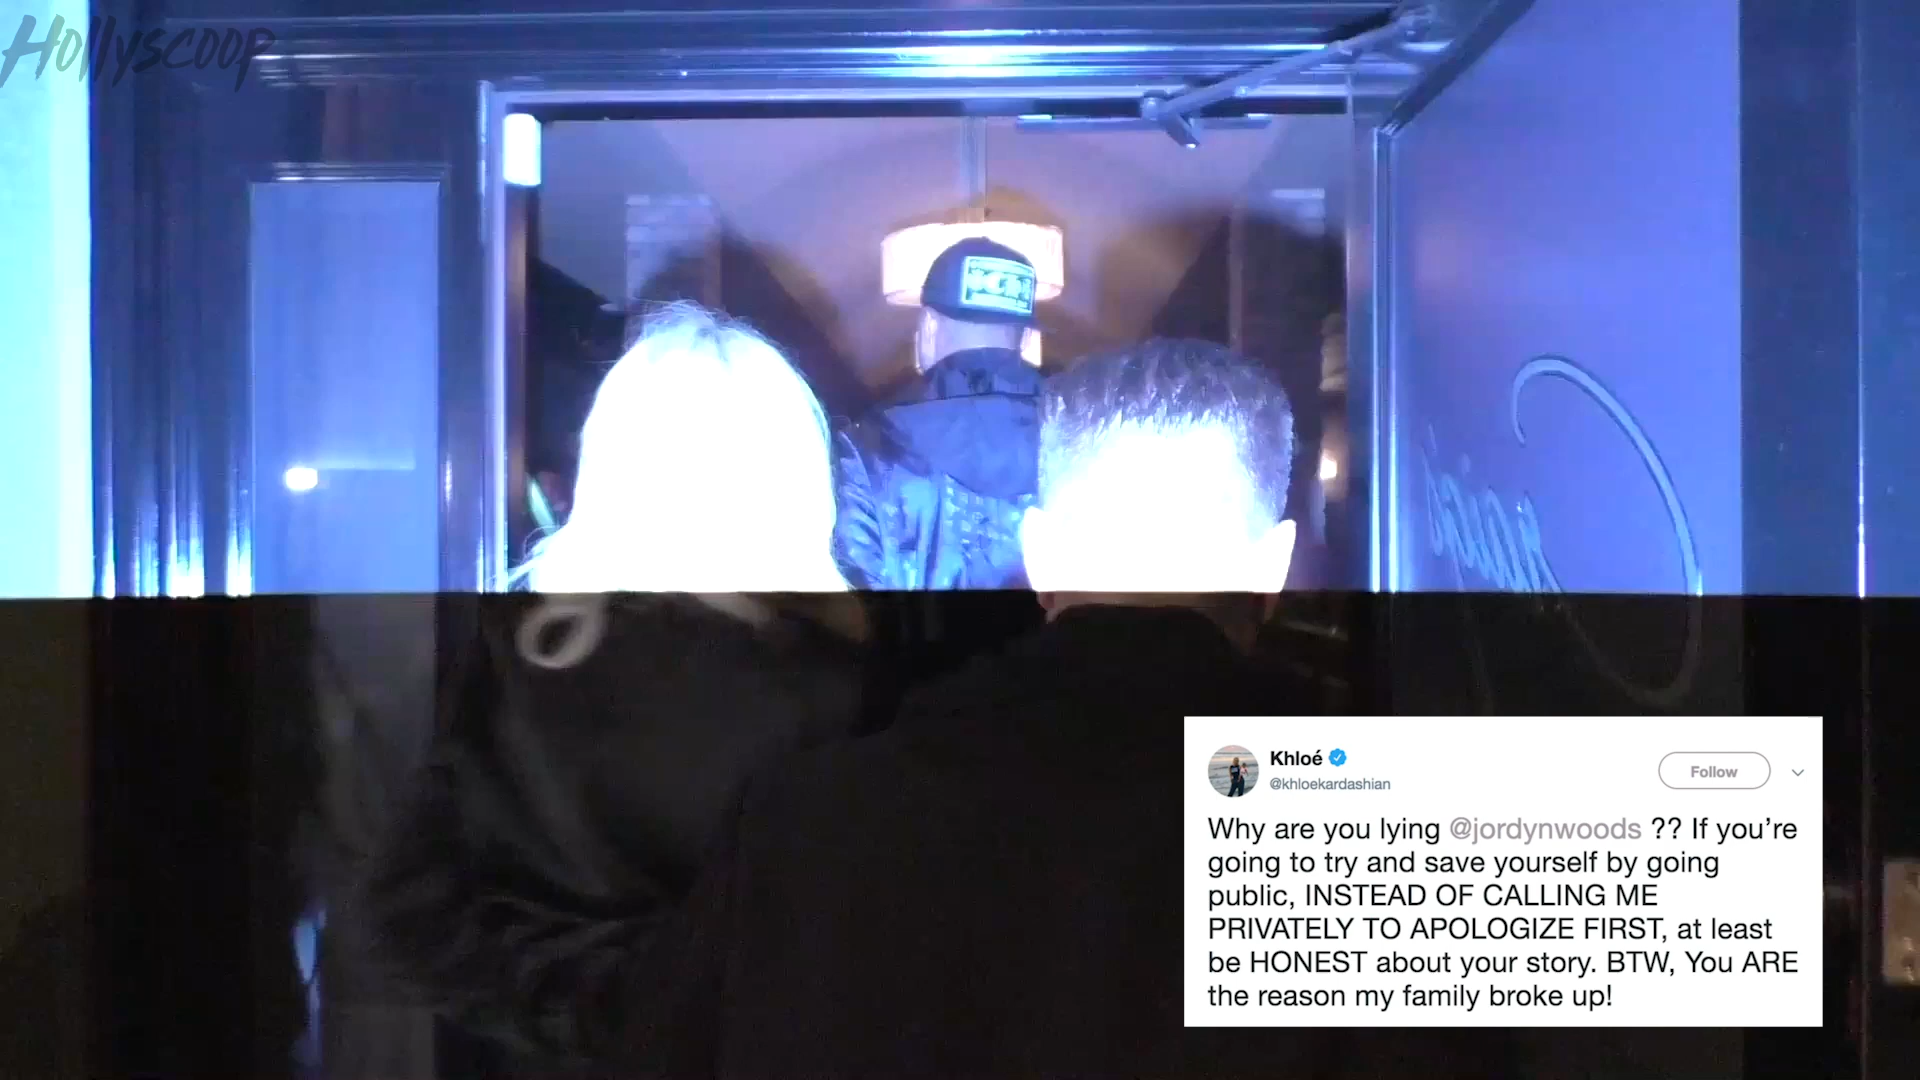 Hollyscoop
Khloé
@khloekardashian
Follow
Why are you lying @jordynwoods ?? If you’re
going to try and save yourself by going
public, INSTEAD OF CALLING ME
PRIVATELY TO APOLOGIZE FIRST, at least
be HONEST about your story. BTW, You ARE
the reason my family broke up!